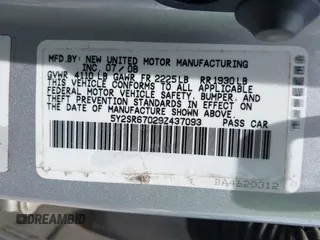 MFD.BY: NEW UNITED MOTOR MANUFACTURING
INC. 07/08
GVWR 4110 LB GAWR FR 2225 LB RR 1930 LB
THIS VEHICLE CONFORMS TO ALL APPLICABLE
FEDERAL MOTOR VEHICLE SAFETY, BUMPER, AND
THEFT PREVENTION STANDARDS IN EFFECT ON
THE DATE OF MANUFACTURE SHOWN ABOVE.
5Y2SR67029Z437093 PASS CAR
BA4620312
DREAMBID